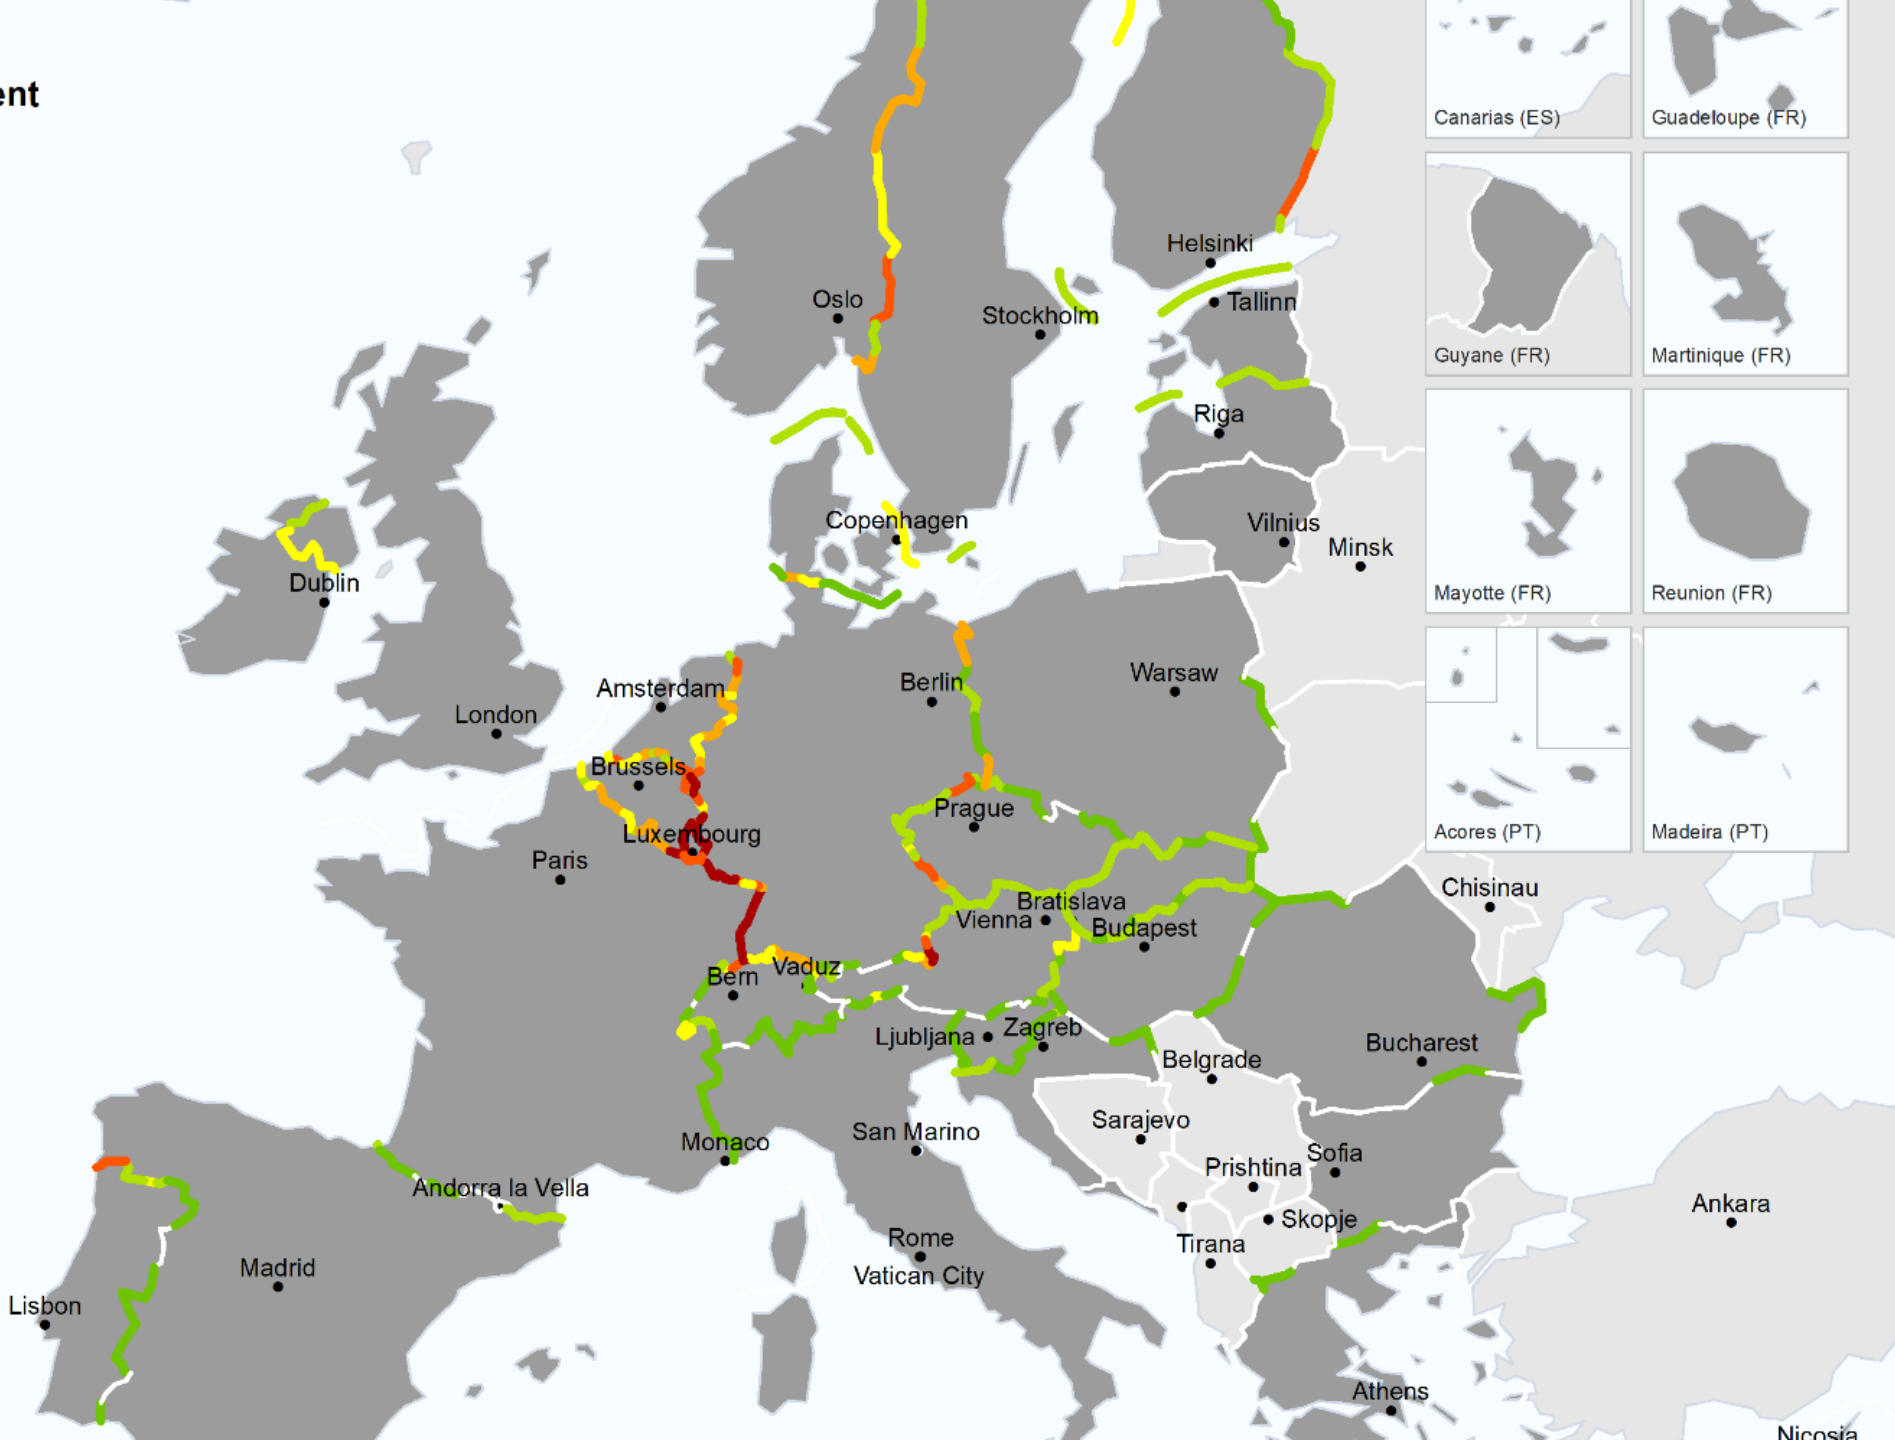 ent
Canarias (ES)
Guadeloupe (FR)
Guyane (FR)
Martinique (FR)
Mayotte (FR)
Reunion (FR)
Acores (PT)
Madeira (PT)
Helsinki
Oslo
Stockholm
Tallinn
Riga
Copenhagen
Vilnius
Minsk
Dublin
Amsterdam
Berlin
Warsaw
London
Brussels
Prague
Luxembourg
Paris
Chisinau
Bratislava
Vienna
Budapest
Vaduz
Bern
Ljubljana
Zagreb
Bucharest
Belgrade
Sarajevo
Monaco
San Marino
Sofia
Prishtina
Andorra la Vella
Skopje
Ankara
Rome
Tirana
Madrid
Vatican City
Lisbon
Athens
Nicosia